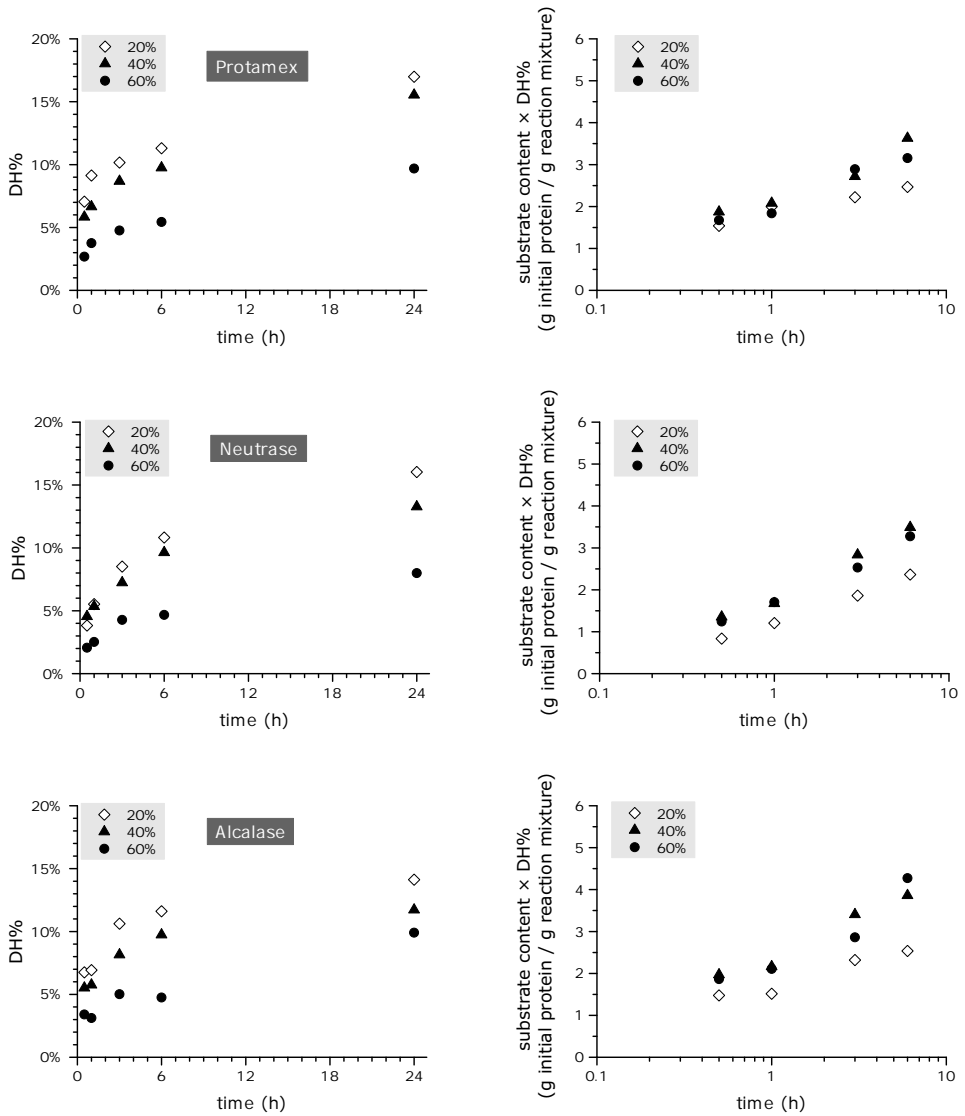 20%
15%
10%
5%
0%
DH%
20%
40%
60%
Protamex
0 6 12 18 24
time (h)
substrate content × DH%
(g initial protein / g reaction mixture)
6
5
4
3
2
1
0
20%
40%
60%
0.1 1 10
time (h)
20%
15%
10%
5%
0%
DH%
20%
40%
60%
Neutrase
0 6 12 18 24
time (h)
substrate content × DH%
(g initial protein / g reaction mixture)
6
5
4
3
2
1
0
20%
40%
60%
0.1 1 10
time (h)
20%
15%
10%
5%
0%
DH%
20%
40%
60%
Alcalase
0 6 12 18 24
time (h)
substrate content × DH%
(g initial protein / g reaction mixture)
6
5
4
3
2
1
0
20%
40%
60%
0.1 1 10
time (h)